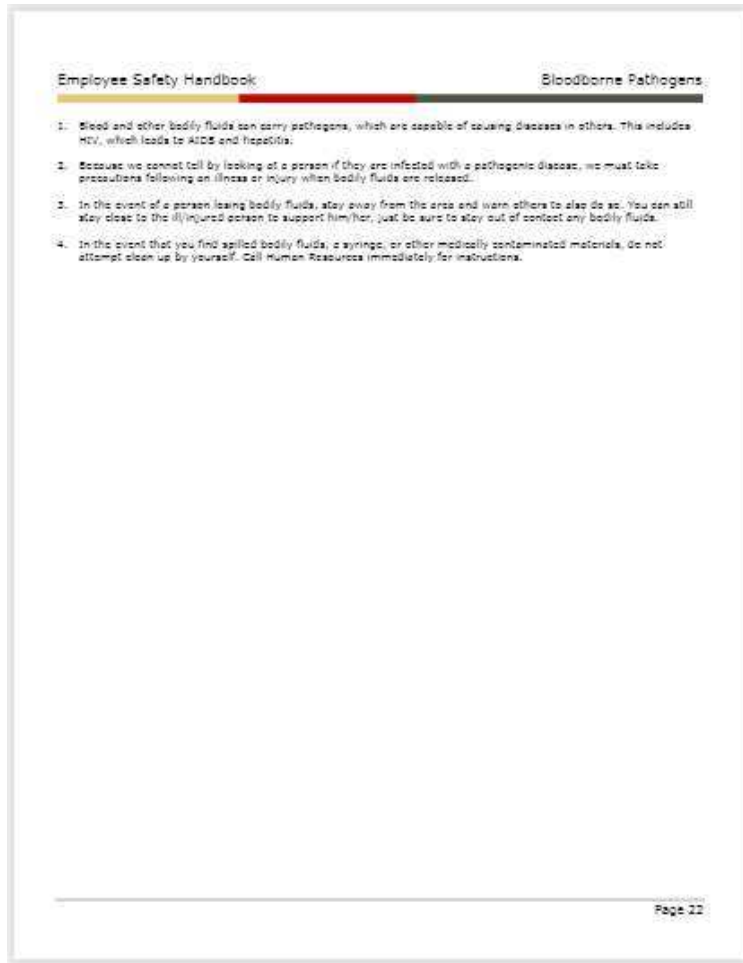 Employee Safety Handbook Bloodborne Pathogens
1. Blood and other bodily fluids can carry pathogens, which are capable of causing diseases in others. This includes
HIV, which leads to AIDS and hepatitis.
2. Because we cannot tell by looking at a person if they are infected with a pathogenic disease, we must take
precautions following an illness or injury when bodily fluids are released.
3. In the event of a person losing bodily fluids, stay away from the area and warn others to also do so. You can still
stay close to the ill/injured person to support him/her, just be sure to stay out of contact any bodily fluids.
4. In the event that you find spilled bodily fluids, a syringe, or other medically contaminated materials, do not
attempt clean up by yourself. Call Human Resources immediately for instructions.
Page 22